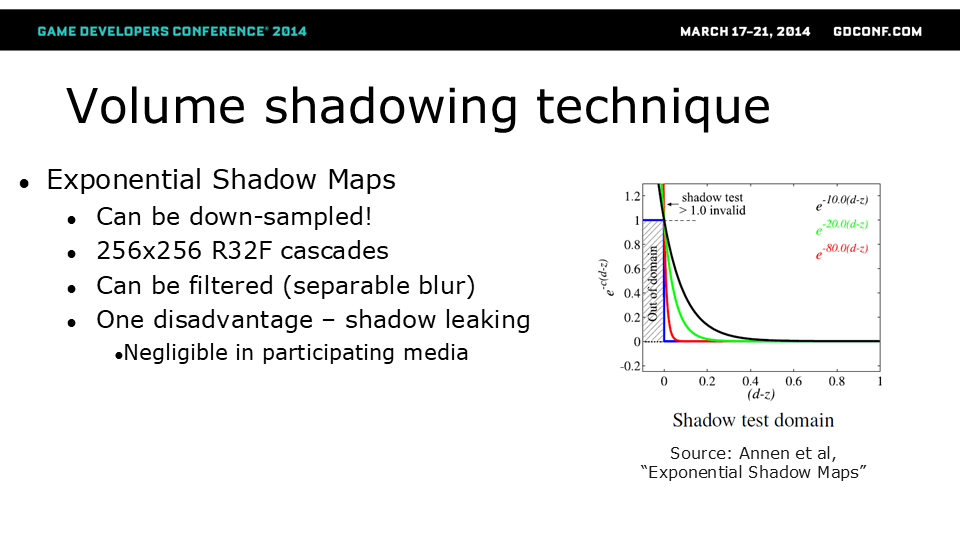 GAME DEVELOPERS CONFERENCE® 2014
MARCH 17–21, 2014 GDCONF.COM
Volume shadowing technique
● Exponential Shadow Maps
● Can be down-sampled!
● 256x256 R32F cascades
● Can be filtered (separable blur)
● One disadvantage – shadow leaking
●Negligible in participating media
1.2
1
0.8
0.6
0.4
0.2
0
-0.2
e^-c(d-z)
shadow test
> 1.0 invalid
Out of domain
e^-10.0(d-z)
e^-20.0(d-z)
e^-80.0(d-z)
0 0.2 0.4 0.6 0.8 1
(d-z)
Shadow test domain
Source: Annen et al,
“Exponential Shadow Maps”